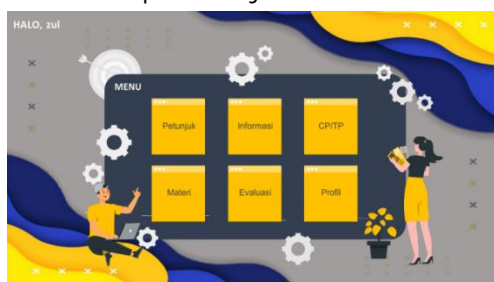 HALO, zul
MENU
Petunjuk
Informasi
CP/TP
Materi
Evaluasi
Profil